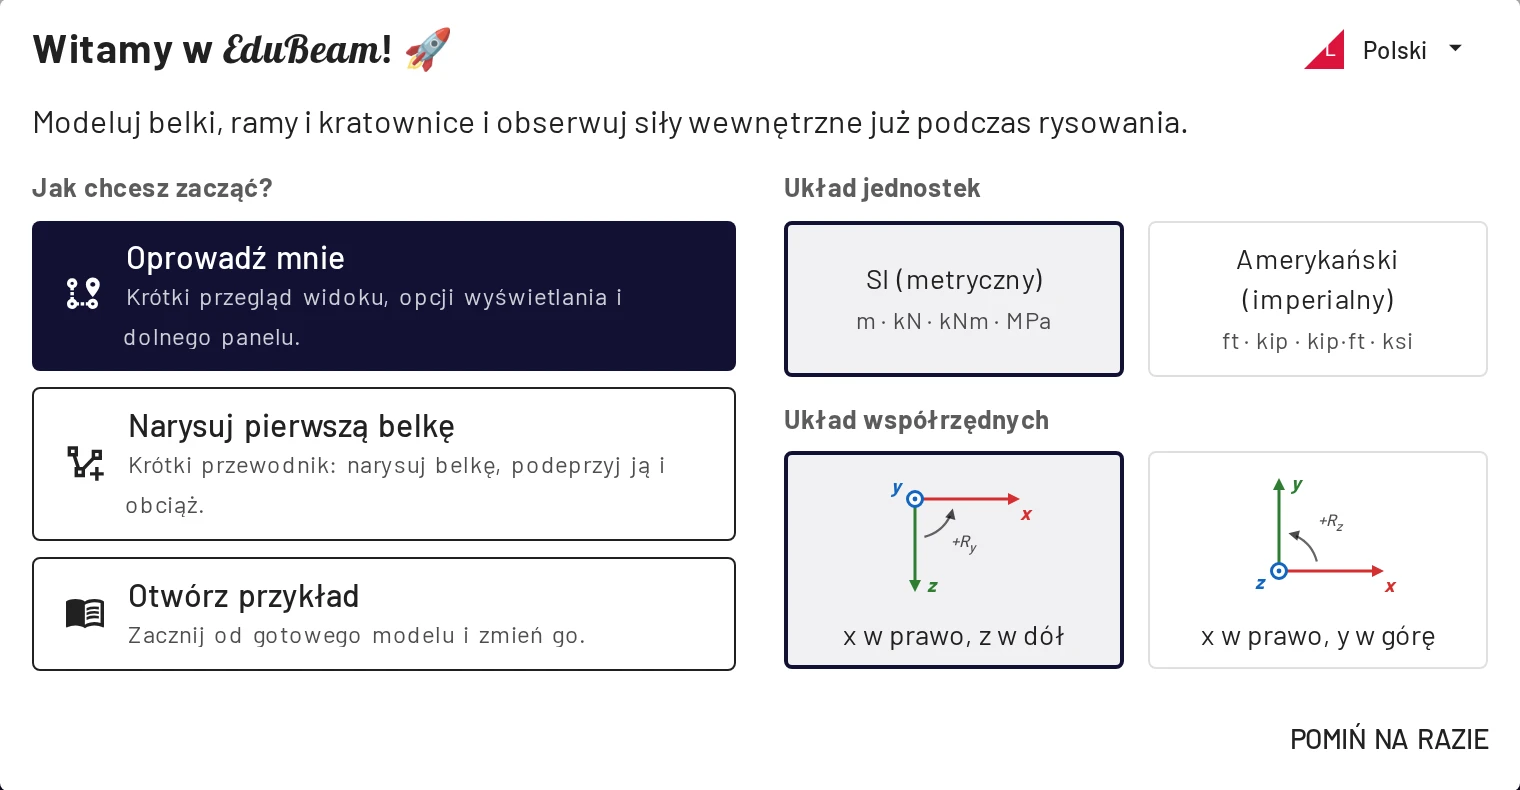 Witamy w EduBeam! 🚀
L Polski
Modeluj belki, ramy i kratownice i obserwuj siły wewnętrzne już podczas rysowania.
Jak chcesz zacząć?
Oprowadź mnie
Krótki przegląd widoku, opcji wyświetlania i
dolnego panelu.
Narysuj pierwszą belkę
Krótki przewodnik: narysuj belkę, podeprzyj ją i
obciąż.
Otwórz przykład
Zacznij od gotowego modelu i zmień go.
Układ jednostek
SI (metryczny)
m · kN · kNm · MPa
Amerykański
(imperialny)
ft · kip · kip·ft · ksi
Układ współrzędnych
y
x
+Ry
z
x w prawo, z w dół
y
+Rz
z
x
x w prawo, y w górę
POMIŃ NA RAZIE